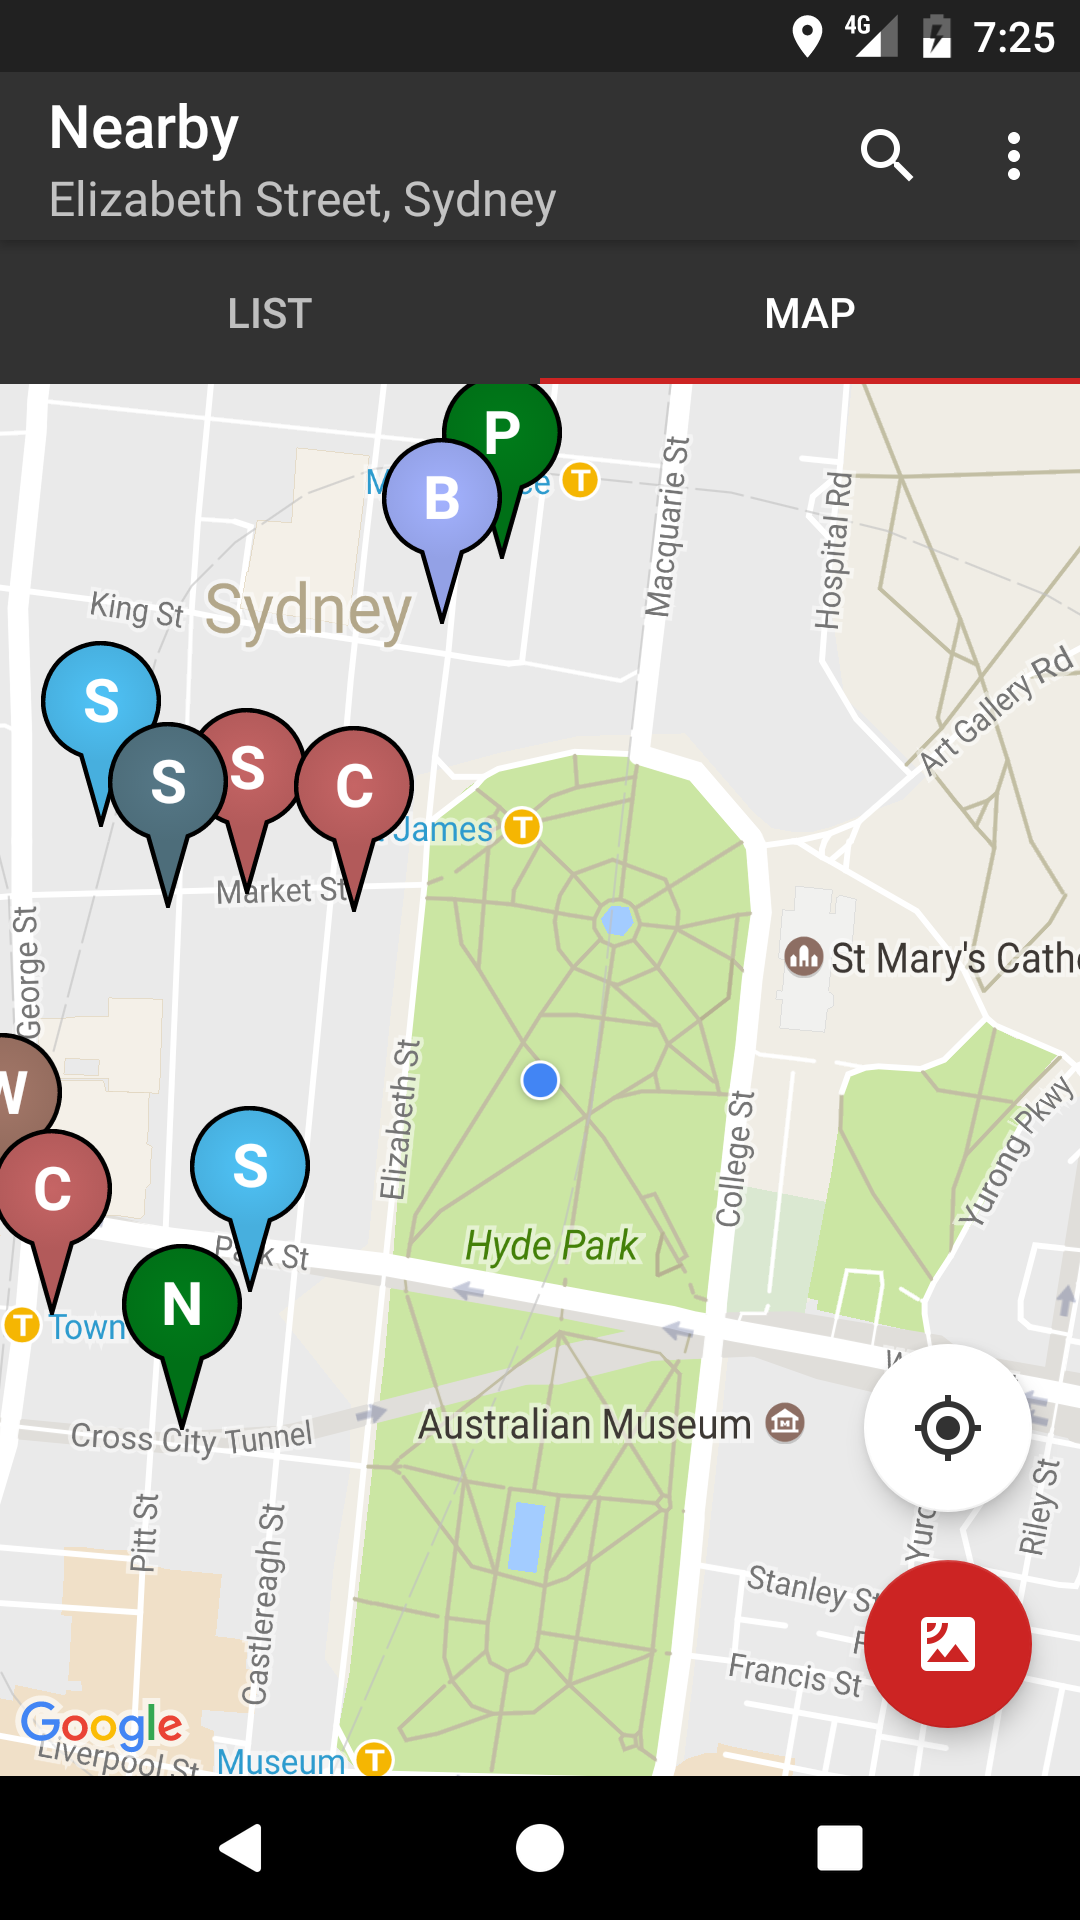 4G 7:25
Nearby
Elizabeth Street, Sydney
LIST MAP
P
B
T
Macquarie St
Hospital Rd
King St
Sydney
Art Gallery Rd
S
S
S
C
James T
Market St
George St
St Mary's Cath
Elizabeth St
W
C
S
College St
Yurong Pkwy
Hyde Park
Park St
N
T Town
Australian Museum
Cross City Tunnel
Pitt St
Castlereagh St
Riley St
Stanley St
Francis St
Google
Liverpool St
Museum T